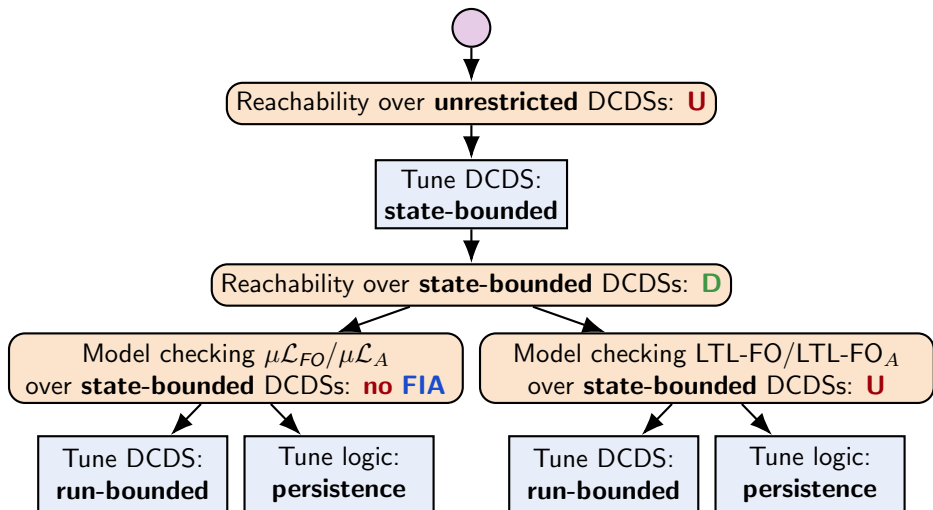 Reachability over unrestricted DCDSs: U
Tune DCDS:
state-bounded
Reachability over state-bounded DCDSs: D
Model checking μℒ_FO/μℒ_A
over state-bounded DCDSs: no FIA
Model checking LTL-FO/LTL-FO_A
over state-bounded DCDSs: U
Tune DCDS:
run-bounded
Tune logic:
persistence
Tune DCDS:
run-bounded
Tune logic:
persistence